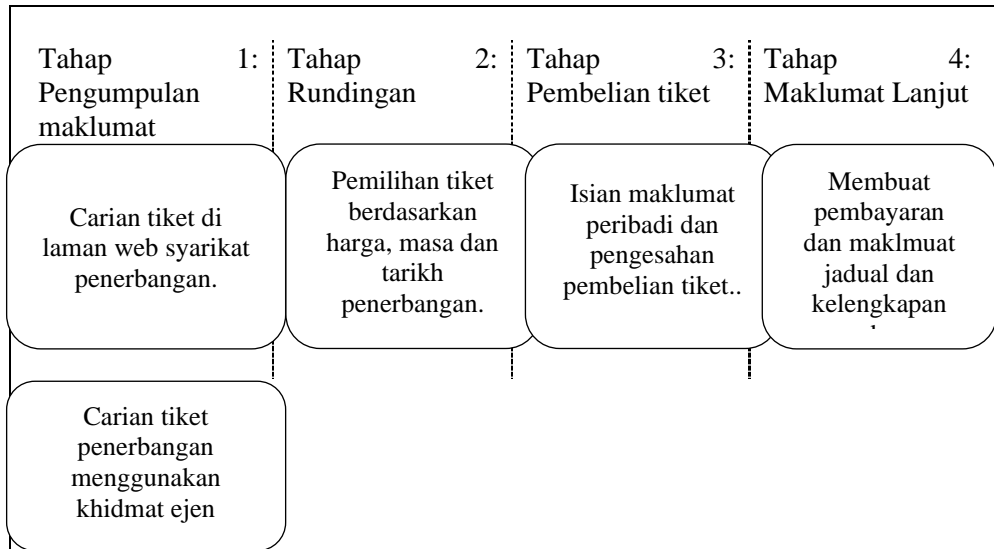 Tahap 1:
Pengumpulan
maklumat
Tahap 2:
Rundingan
Tahap 3:
Pembelian tiket
Tahap 4:
Maklumat Lanjut
Carian tiket di
laman web syarikat
penerbangan.
Pemilihan tiket
berdasarkan
harga, masa dan
tarikh
penerbangan.
Isian maklumat
peribadi dan
pengesahan
pembelian tiket..
Membuat
pembayaran
dan maklmuat
jadual dan
kelengkapan
Carian tiket
penerbangan
menggunakan
khidmat ejen